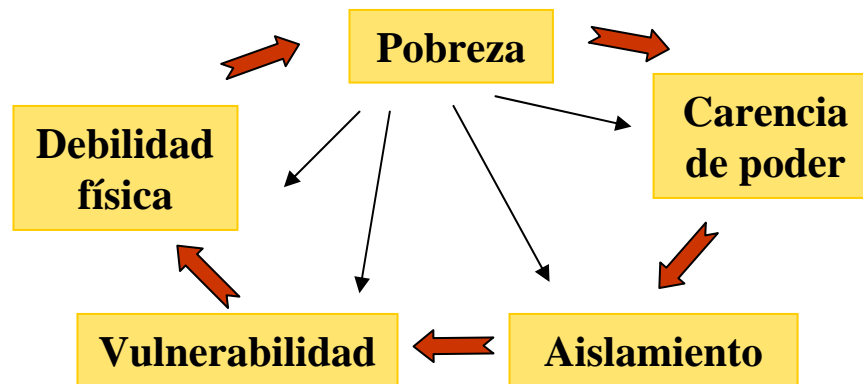 Pobreza
Carencia
de poder
Debilidad
física
Vulnerabilidad
Aislamiento